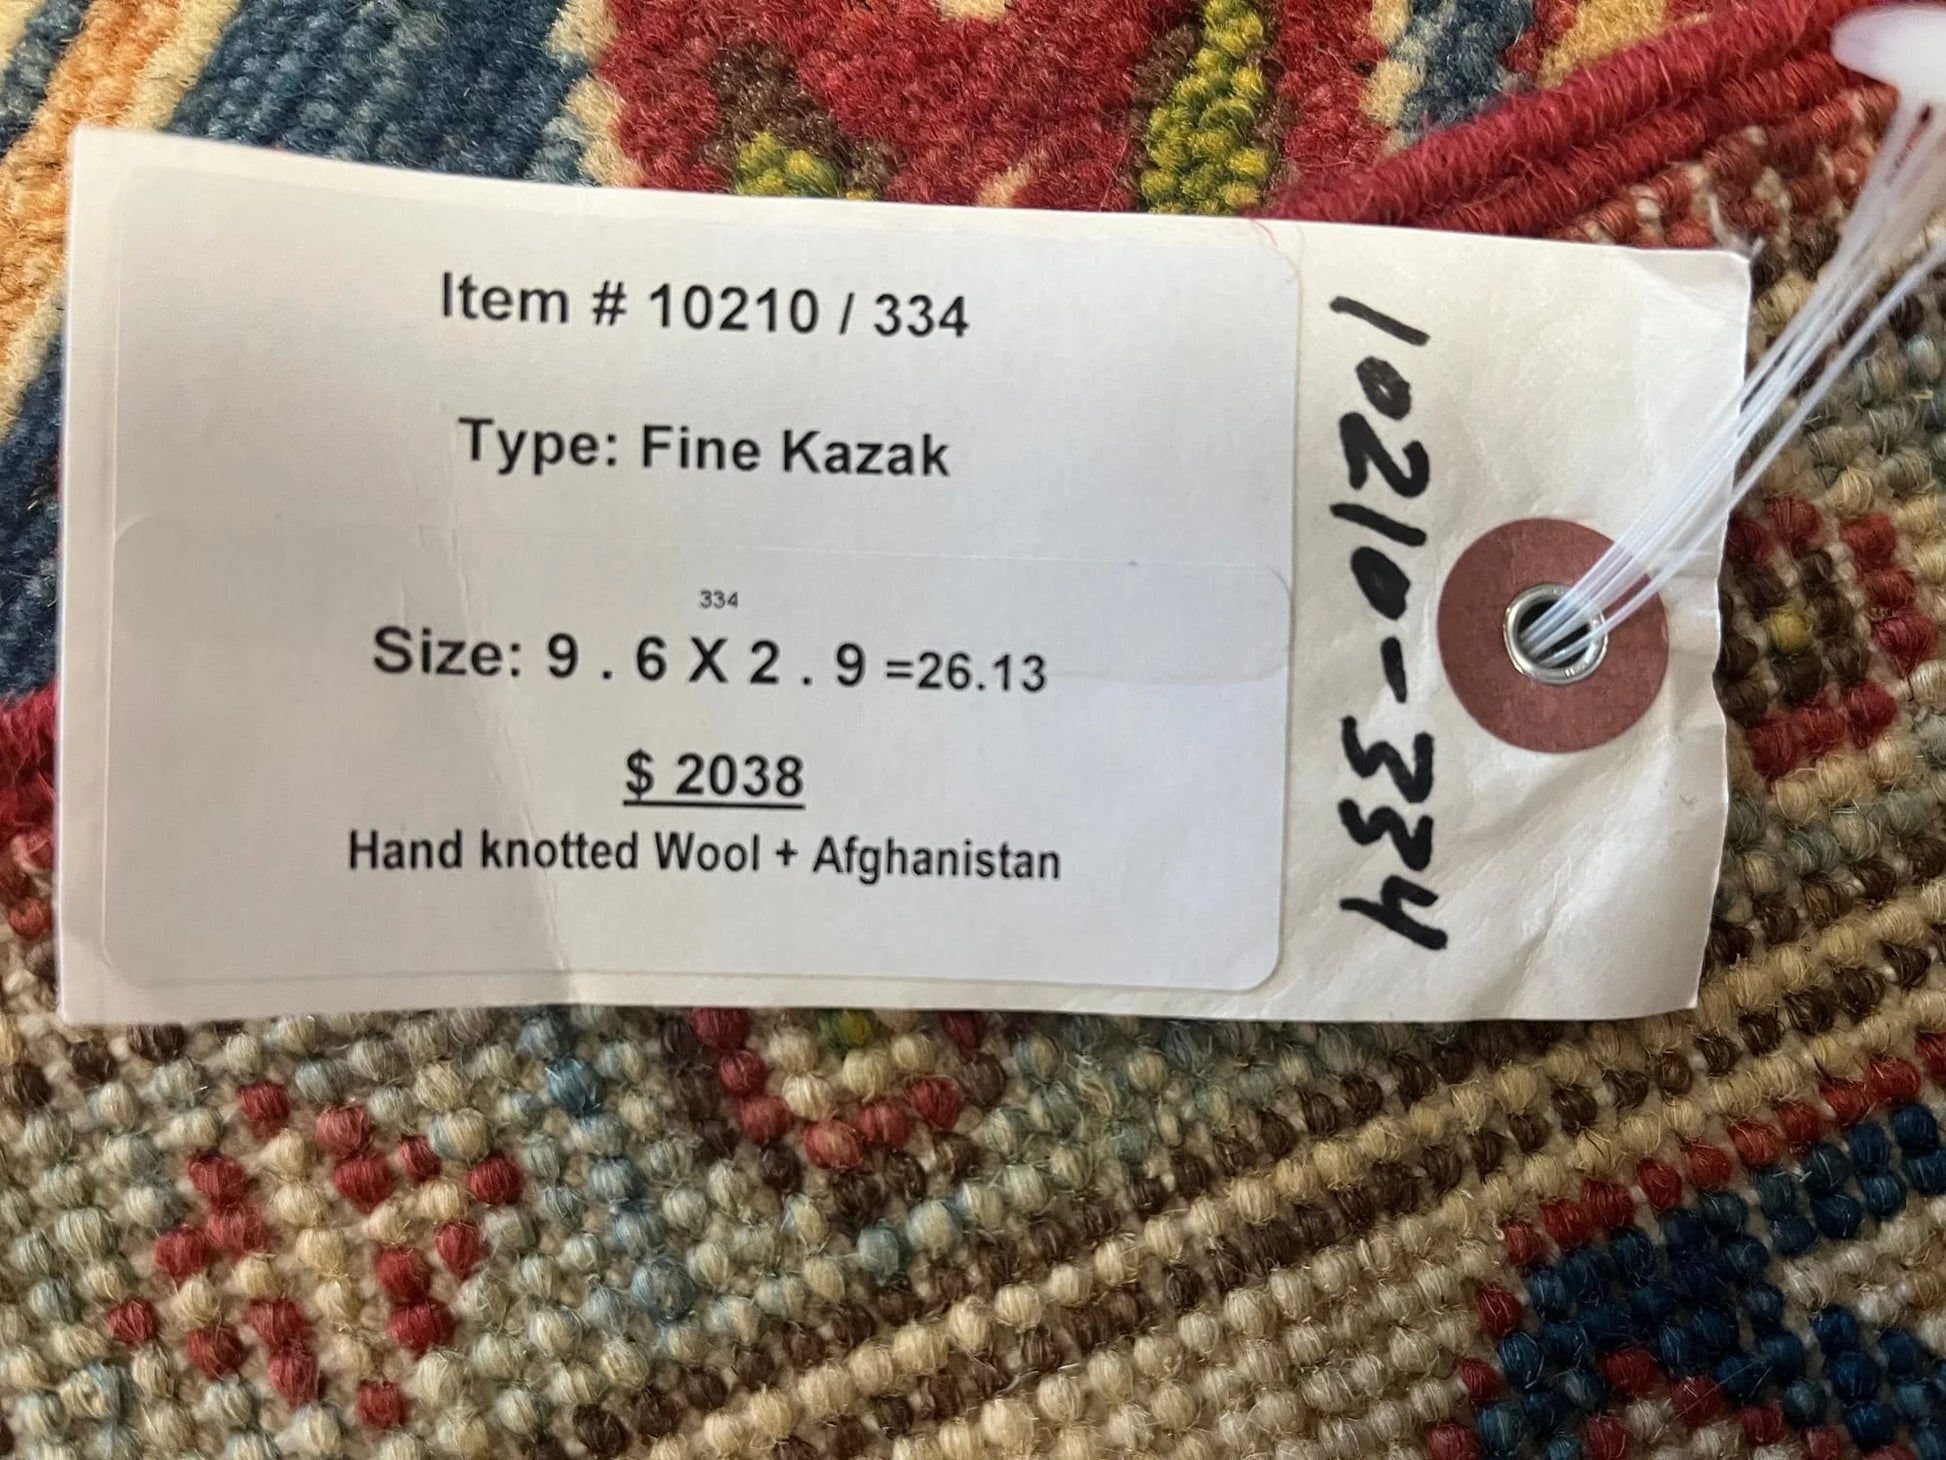 Item # 10210 / 334
Type: Fine Kazak
334
Size: 9 . 6 X 2 . 9 =26.13
$ 2038
Hand knotted Wool + Afghanistan
10210-334